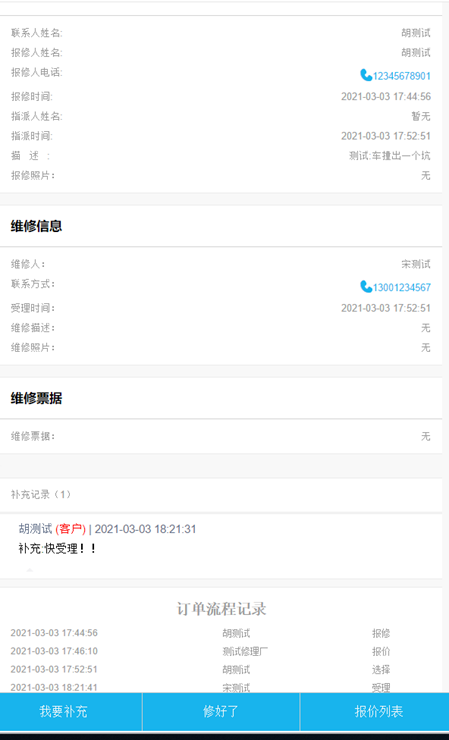 联系人姓名: 胡测试
报修人姓名: 胡测试
报修人电话: 12345678901
报修时间: 2021-03-03 17:44:56
指派人姓名: 暂无
指派时间: 2021-03-03 17:52:51
描 述 : 测试:车撞出一个坑
报修照片: 无
维修信息
维修人: 宋测试
联系方式: 13001234567
受理时间: 2021-03-03 17:52:51
维修描述: 无
维修照片: 无
维修票据
维修票据: 无
补充记录（1）
胡测试 (客户) | 2021-03-03 18:21:31
补充:快受理！！
订单流程记录
2021-03-03 17:44:56 胡测试 报修
2021-03-03 17:46:10 测试修理厂 报价
2021-03-03 17:52:51 胡测试 选择
2021-03-03 18:21:41 宋测试 受理
我要补充 修好了 报价列表